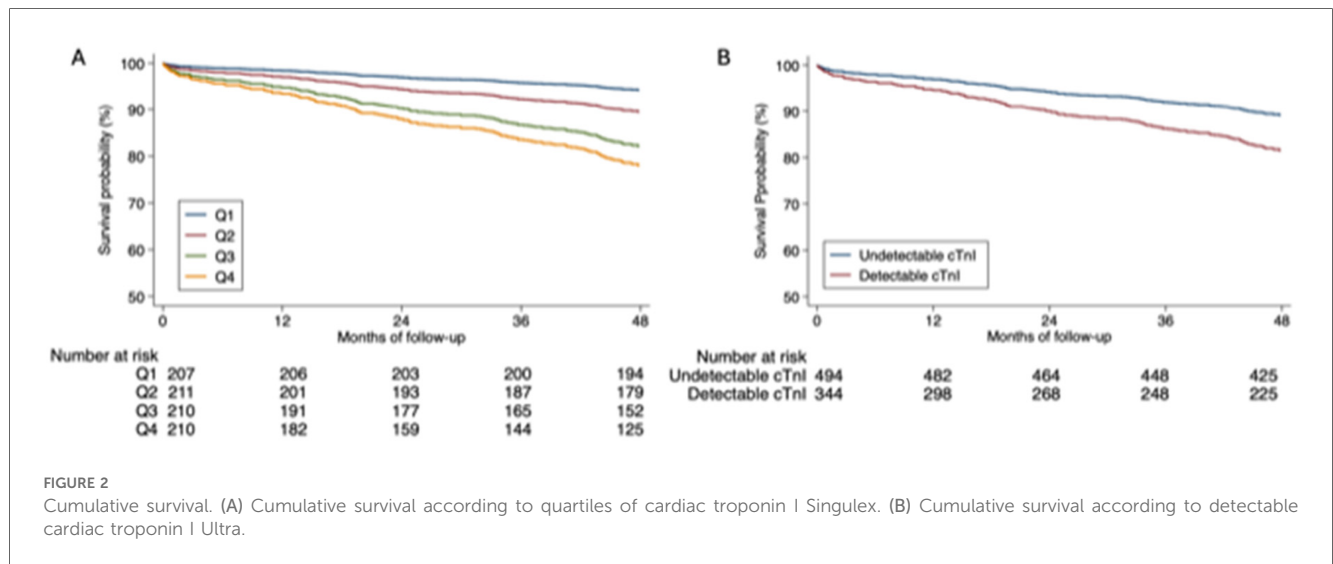 A
Survival probability (%)
100
90
80
70
60
50
Q1
Q2
Q3
Q4
0 12 24 36 48
Months of follow-up
Number at risk
Q1 207 206 203 200 194
Q2 211 201 193 187 179
Q3 210 191 177 165 152
Q4 210 182 159 144 125
B
Survival Pprobability (%)
100
90
80
70
60
50
Undetectable cTnI
Detectable cTnI
0 12 24 36 48
Months of follow-up
Number at risk
Undetectable cTnI 494 482 464 448 425
Detectable cTnI 344 298 268 248 225
FIGURE 2
Cumulative survival. (A) Cumulative survival according to quartiles of cardiac troponin I Singulex. (B) Cumulative survival according to detectable
cardiac troponin I Ultra.